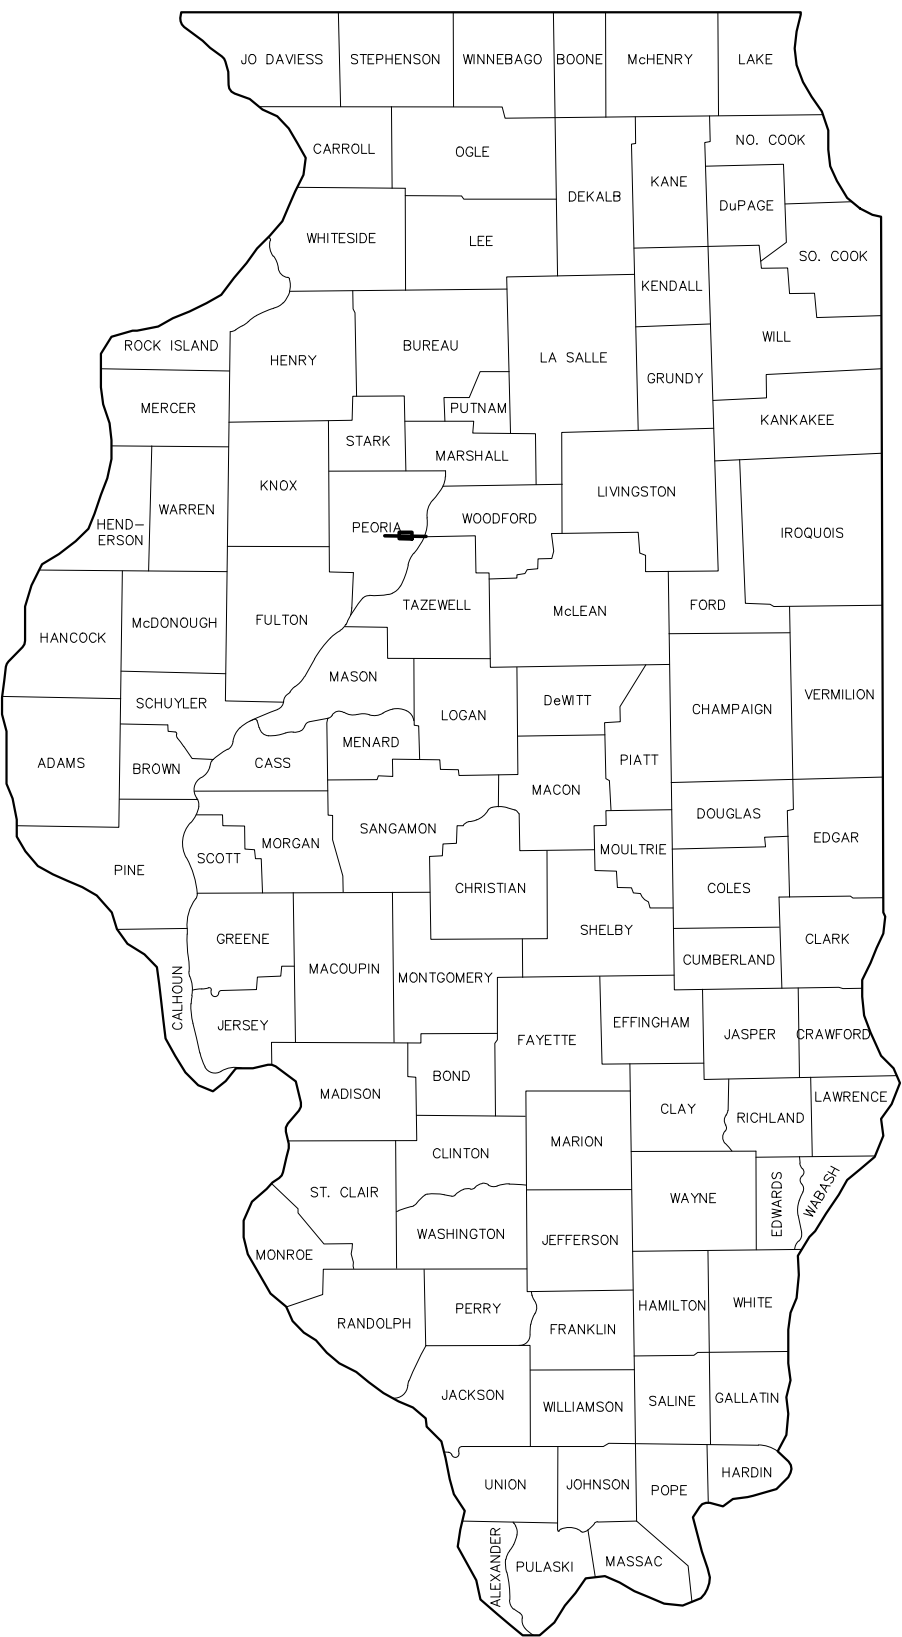 JO DAVIESS
STEPHENSON
WINNEBAGO
BOONE
McHENRY
LAKE
CARROLL
OGLE
DEKALB
KANE
NO. COOK
DuPAGE
WHITESIDE
LEE
SO. COOK
KENDALL
ROCK ISLAND
HENRY
BUREAU
LA SALLE
WILL
GRUNDY
MERCER
PUTNAM
KANKAKEE
STARK
MARSHALL
KNOX
LIVINGSTON
WARREN
HEND–
ERSON
PEORIA
WOODFORD
IROQUOIS
HANCOCK
McDONOUGH
FULTON
TAZEWELL
McLEAN
FORD
MASON
SCHUYLER
LOGAN
DeWITT
CHAMPAIGN
VERMILION
ADAMS
BROWN
CASS
MENARD
PIATT
MACON
DOUGLAS
SANGAMON
EDGAR
PINE
SCOTT
MORGAN
MOULTRIE
CHRISTIAN
COLES
GREENE
SHELBY
CLARK
CALHOUN
MACOUPIN
MONTGOMERY
CUMBERLAND
JERSEY
FAYETTE
EFFINGHAM
JASPER
CRAWFORD
MADISON
BOND
CLAY
RICHLAND
LAWRENCE
MARION
CLINTON
ST. CLAIR
WAYNE
EDWARDS
WABASH
WASHINGTON
JEFFERSON
MONROE
RANDOLPH
PERRY
HAMILTON
WHITE
FRANKLIN
JACKSON
WILLIAMSON
SALINE
GALLATIN
UNION
JOHNSON
POPE
HARDIN
ALEXANDER
PULASKI
MASSAC